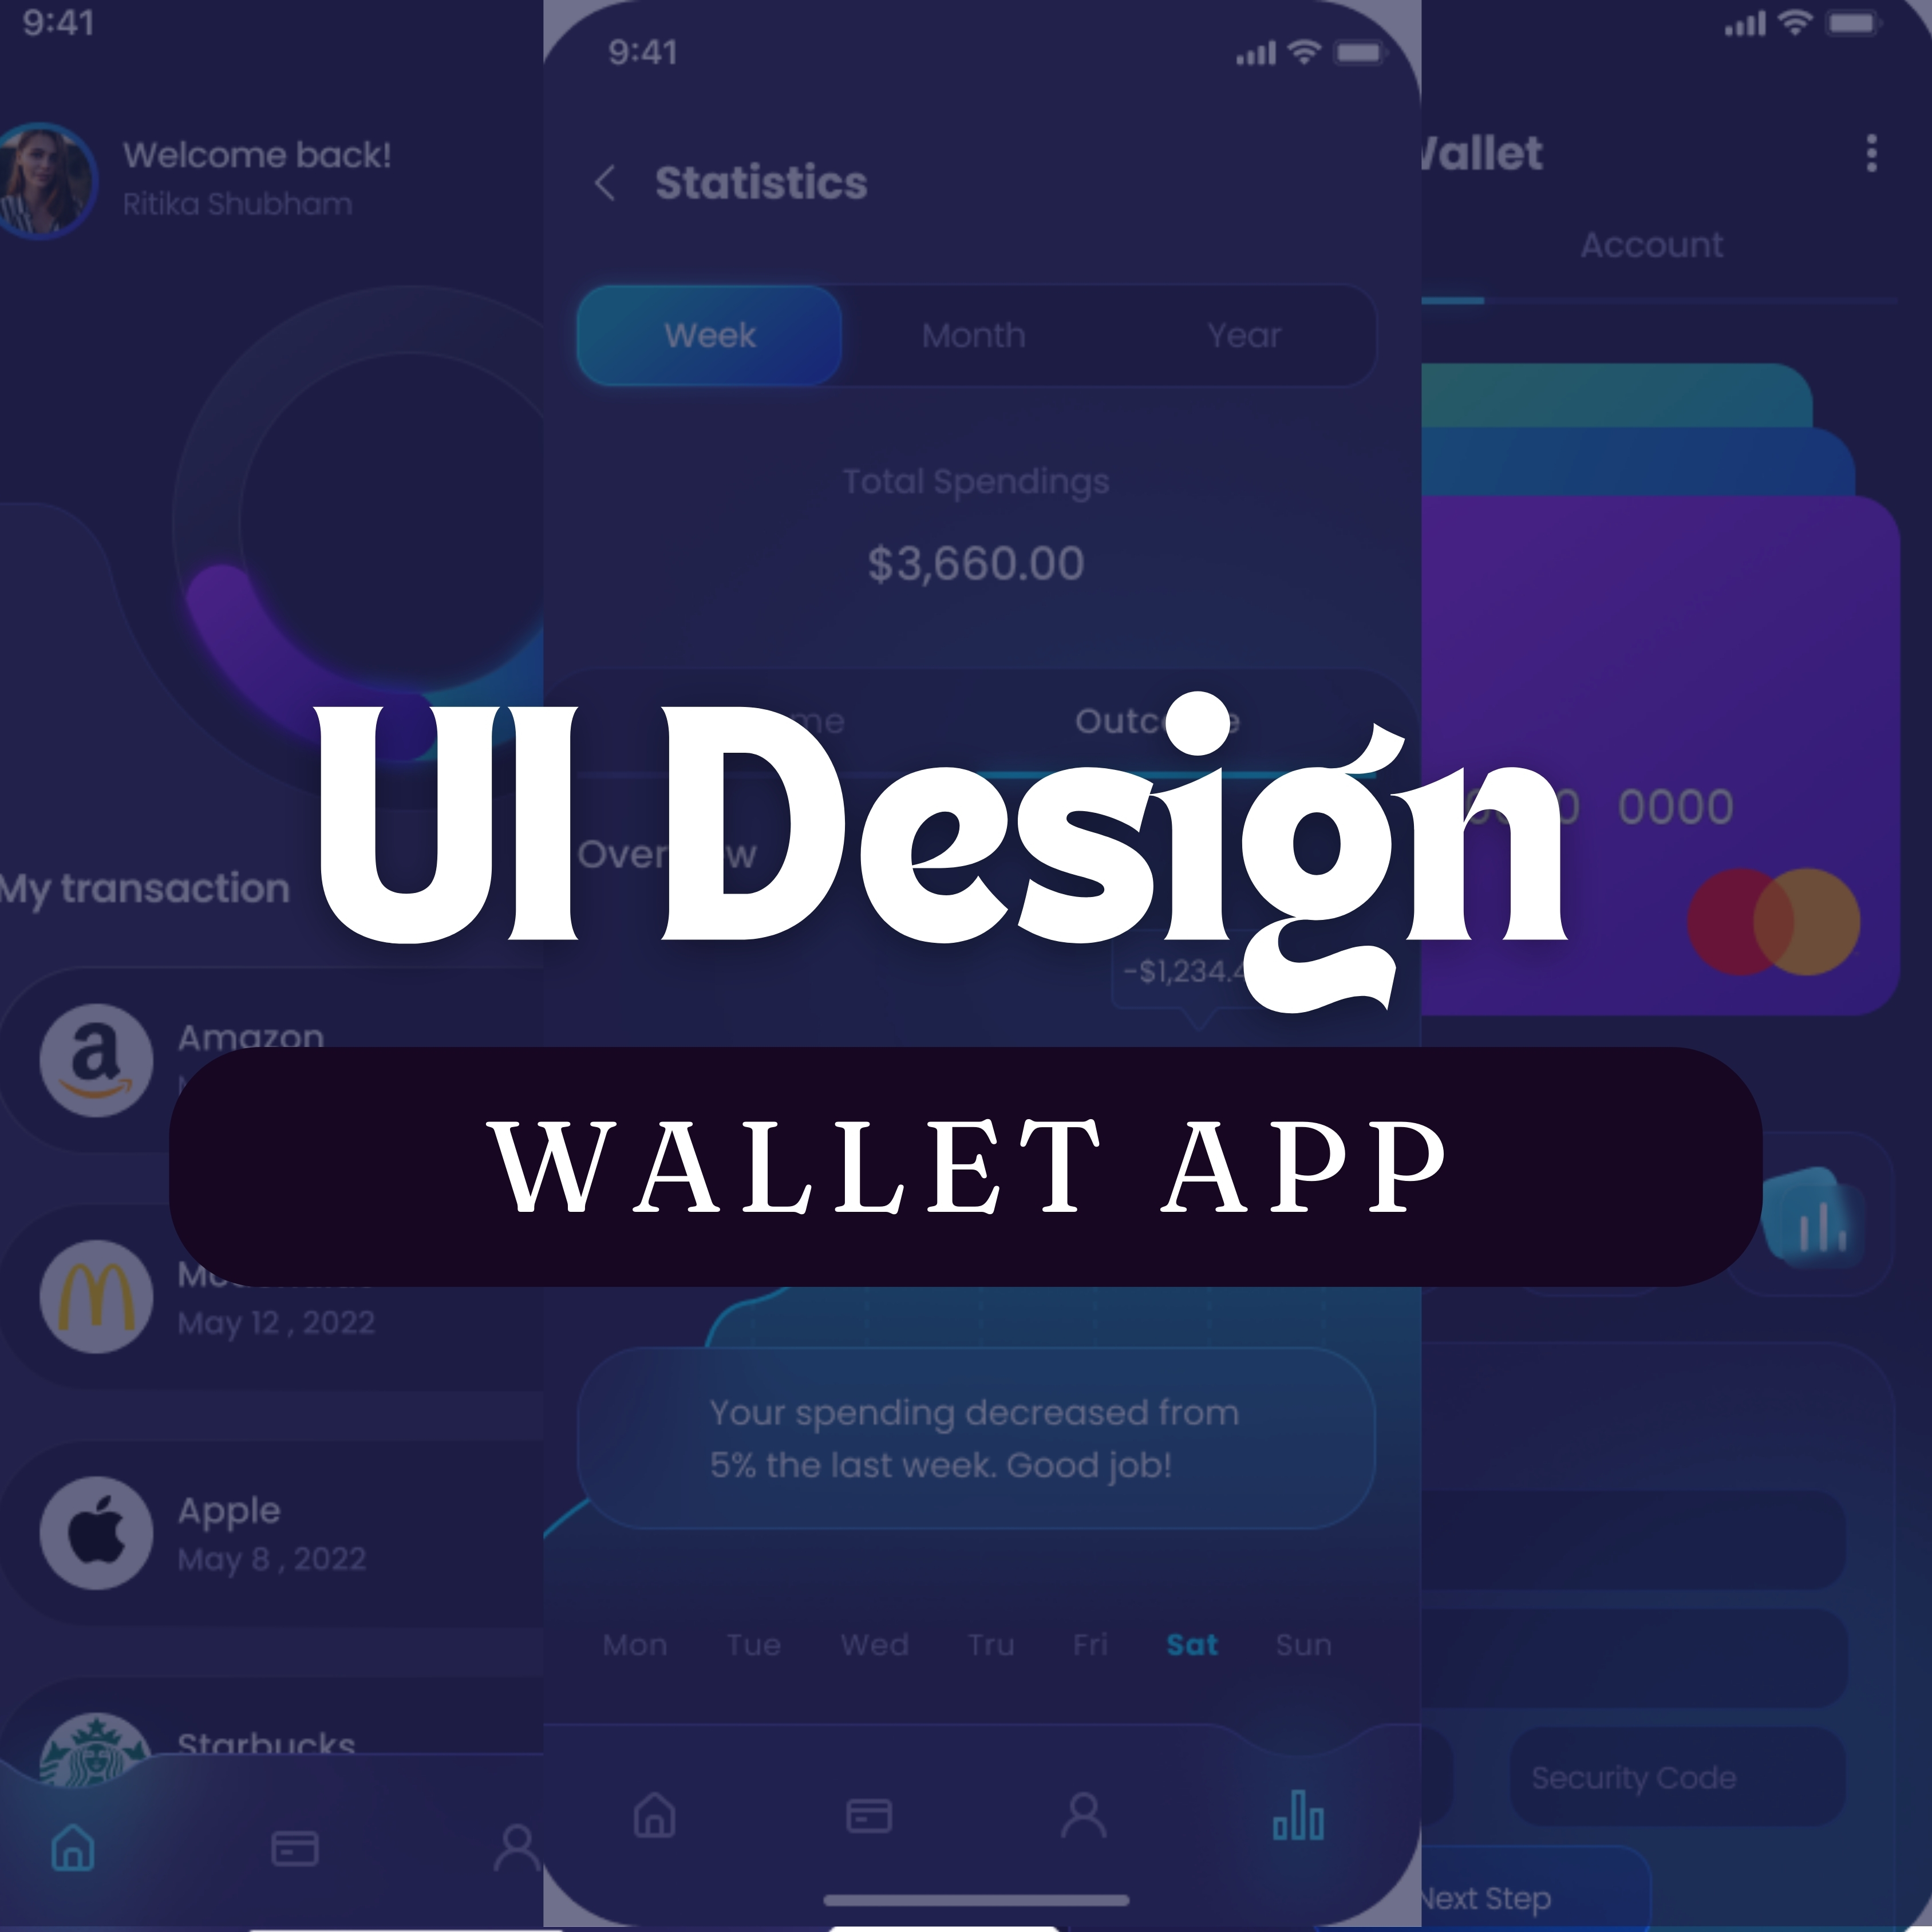 9:41
Welcome back!
Ritika Shubham
My transaction
Amazon
May 12 , 2022
Apple
May 8 , 2022
Starbucks
9:41
Statistics
Week Month Year
Total Spendings
$3,660.00
UI Design
WALLET APP
Your spending decreased from
5% the last week. Good job!
Mon Tue Wed Tru Fri Sat Sun
Account
0000
Security Code
Next Step